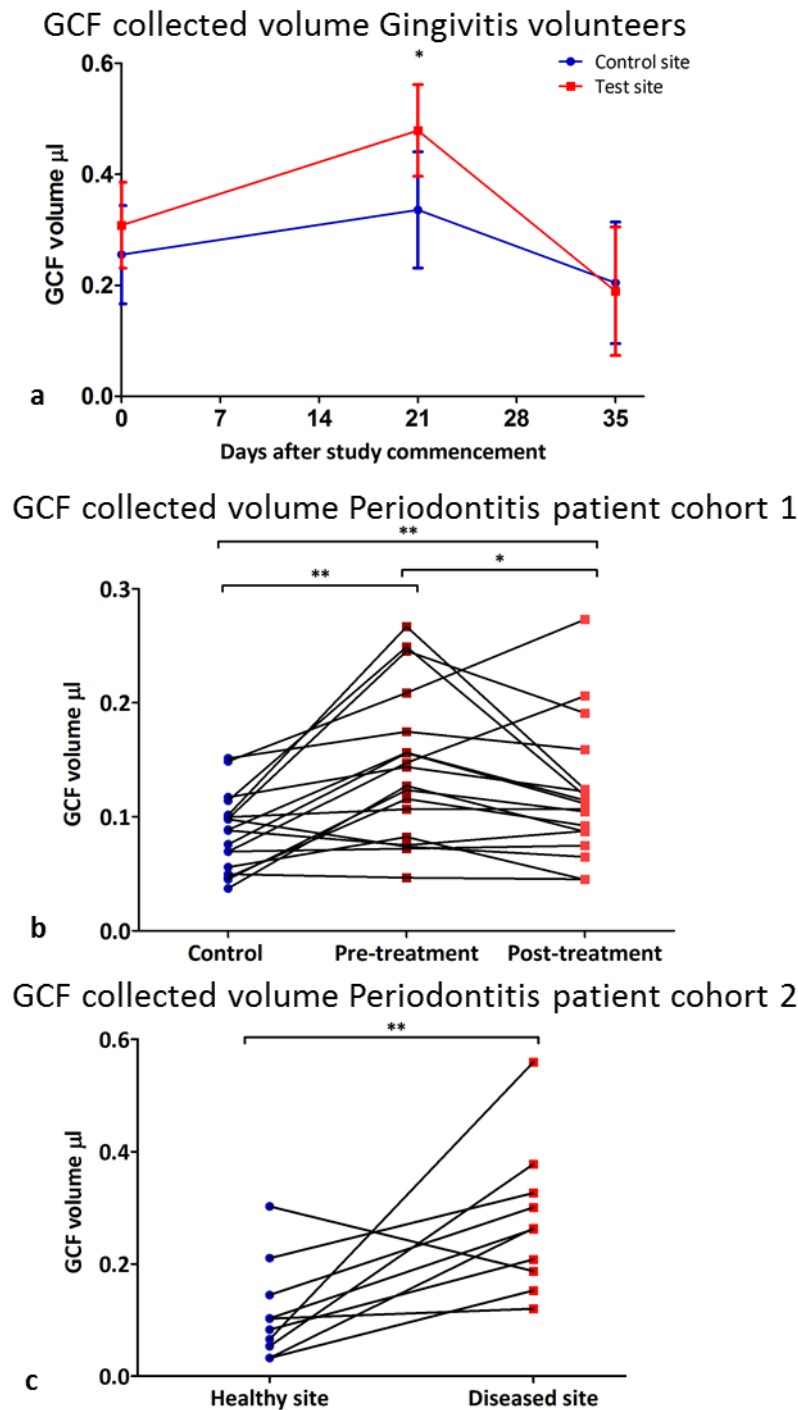 GCF collected volume Gingivitis volunteers
*
Control site
Test site
0.6
0.4
0.2
0.0
GCF volume µl
a
0 7 14 21 28 35
Days after study commencement
GCF collected volume Periodontitis patient cohort 1
**
** *
0.3
0.2
0.1
0.0
GCF volume µl
b
Control Pre-treatment Post-treatment
GCF collected volume Periodontitis patient cohort 2
**
0.6
0.4
0.2
0.0
GCF volume µl
c
Healthy site Diseased site